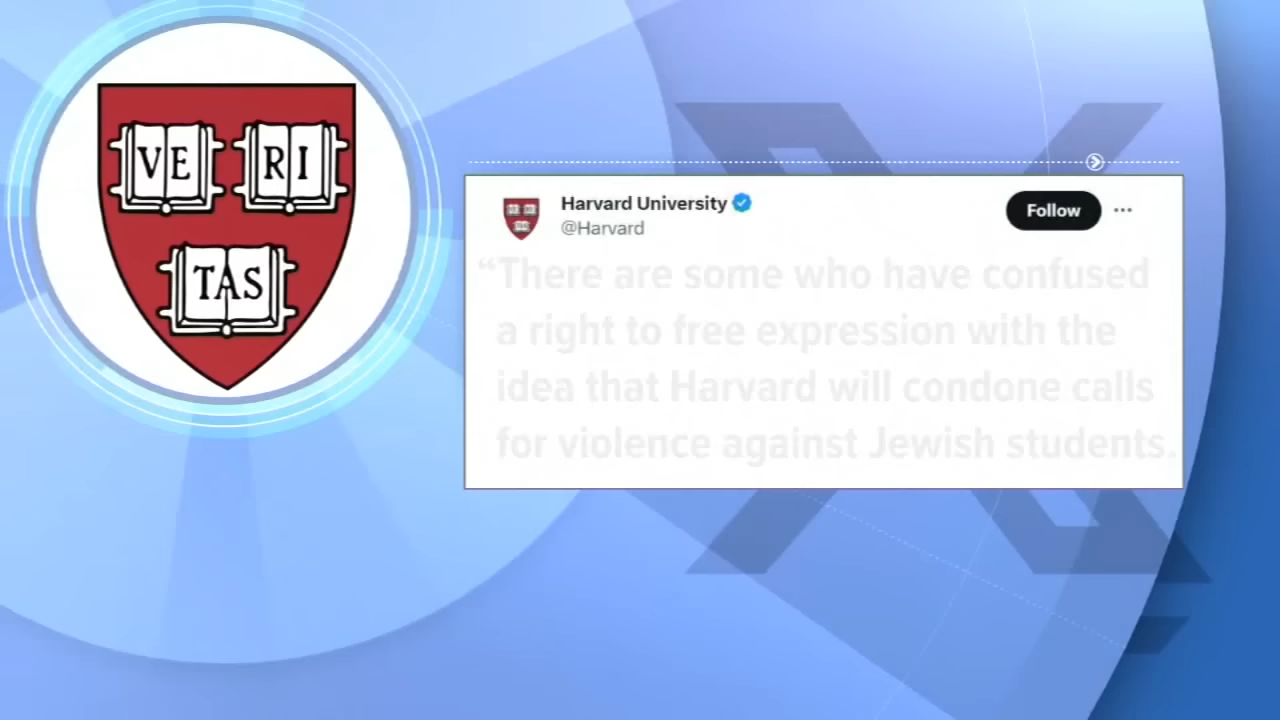 VE RI
TAS
Harvard University
@Harvard
Follow
“There are some who have confused
a right to free expression with the
idea that Harvard will condone calls
for violence against Jewish students.